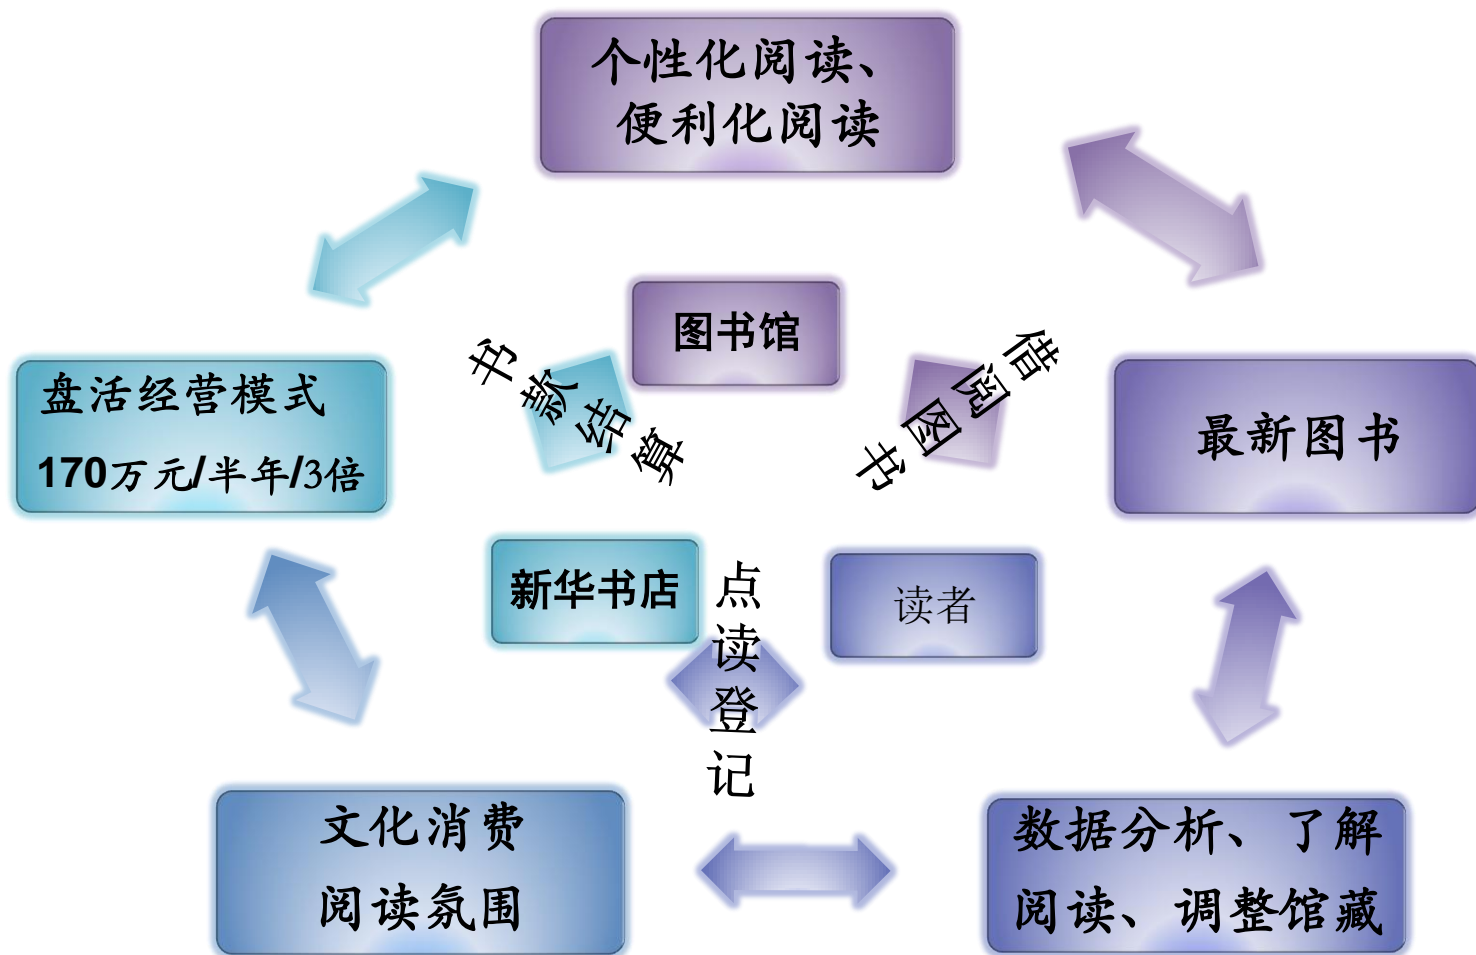 个性化阅读、
便利化阅读
图书馆
书款结算
借阅图书
盘活经营模式
170万元/半年/3倍
最新图书
新华书店
点读登记
读者
文化消费
阅读氛围
数据分析、了解
阅读、调整馆藏